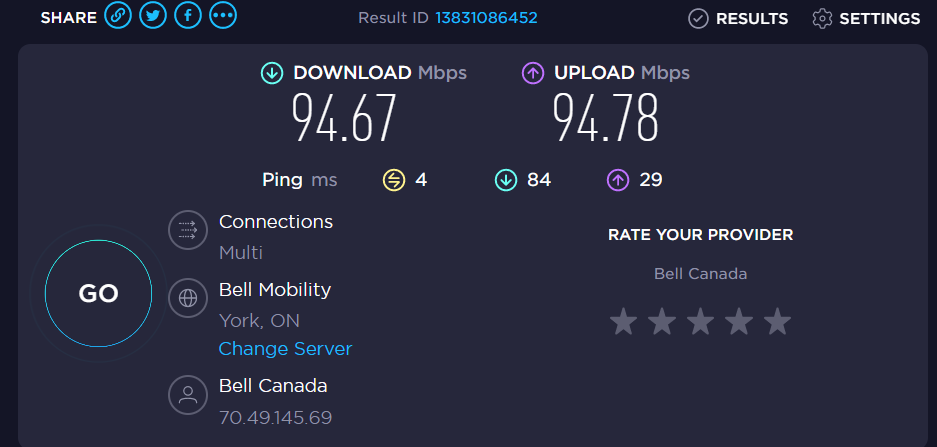 SHARE Result ID 13831086452 RESULTS SETTINGS
DOWNLOAD Mbps UPLOAD Mbps
94.67 94.78
Ping ms 4 84 29
Connections
Multi
RATE YOUR PROVIDER
Bell Canada
GO
Bell Mobility
York, ON
Change Server
Bell Canada
70.49.145.69